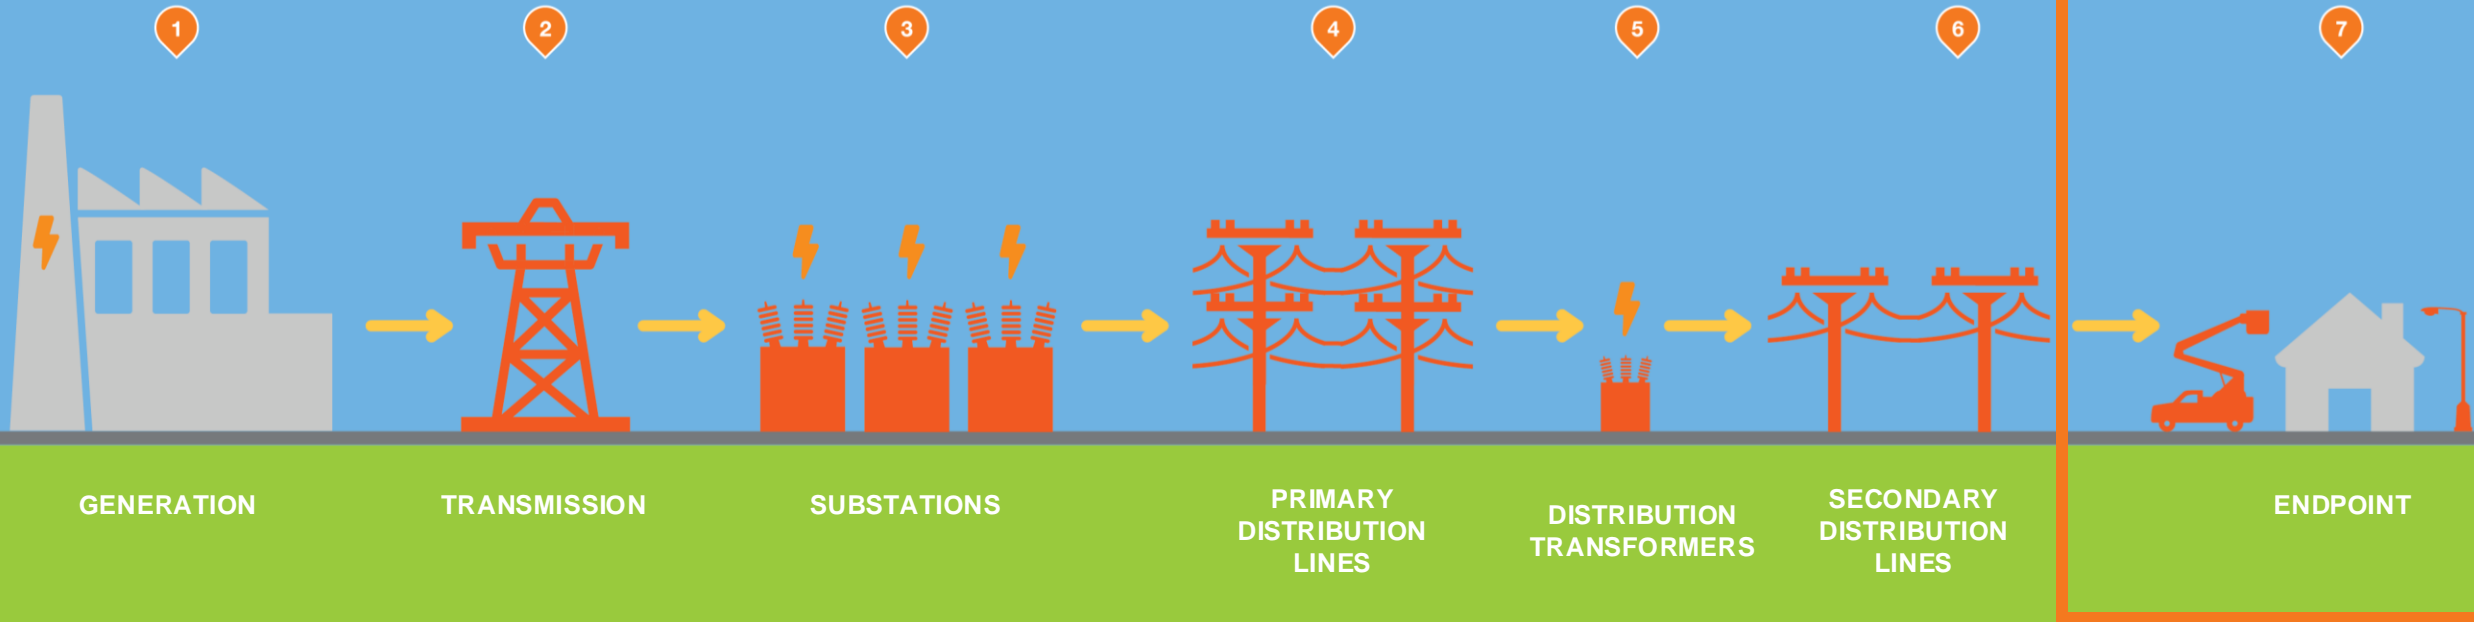 1
2
3
4
5
6
7
GENERATION
TRANSMISSION
SUBSTATIONS
PRIMARY
DISTRIBUTION
LINES
DISTRIBUTION
TRANSFORMERS
SECONDARY
DISTRIBUTION
LINES
ENDPOINT